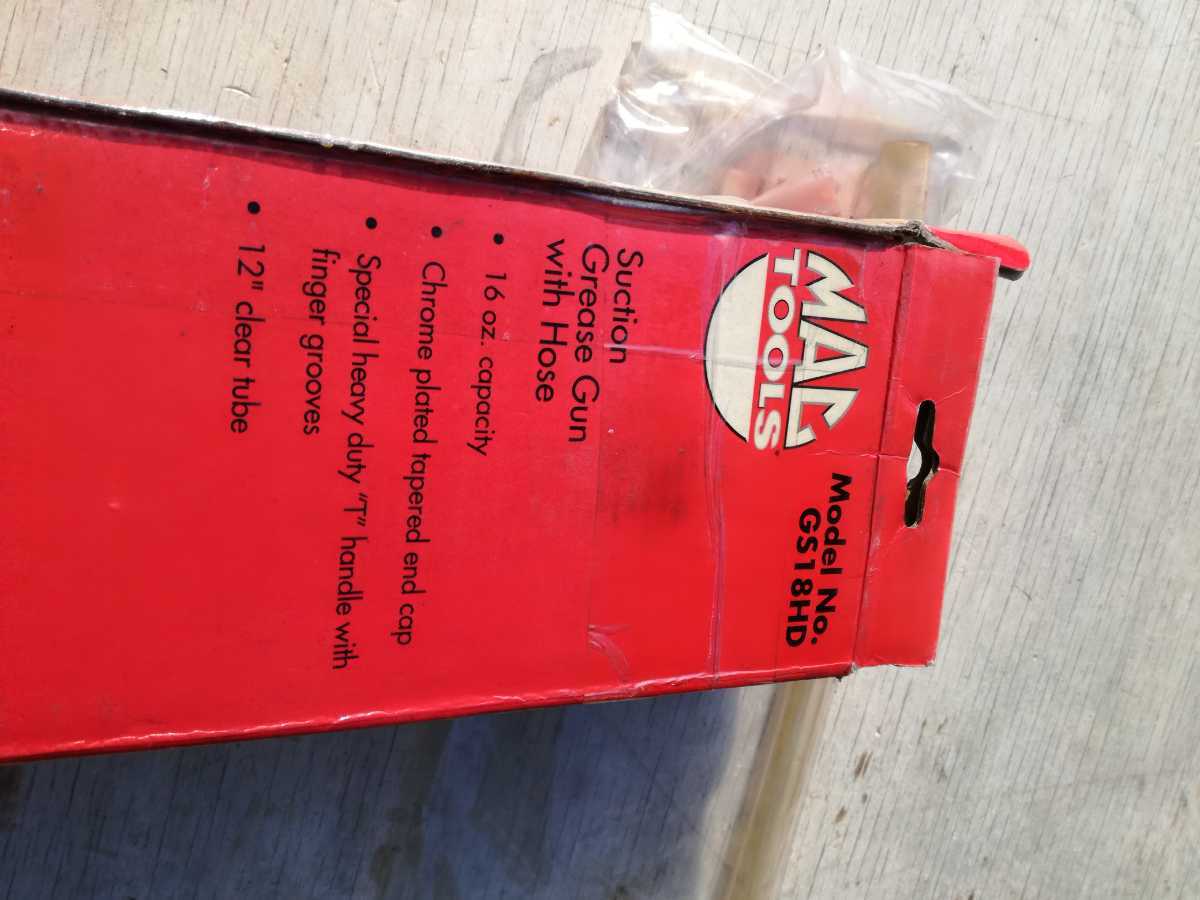 MAC
TOOLS
Model No.
GS18HD
Suction
Grease Gun
with Hose
• 16 oz. capacity
• Chrome plated tapered end cap
• Special heavy duty "T" handle with
finger grooves
• 12" clear tube